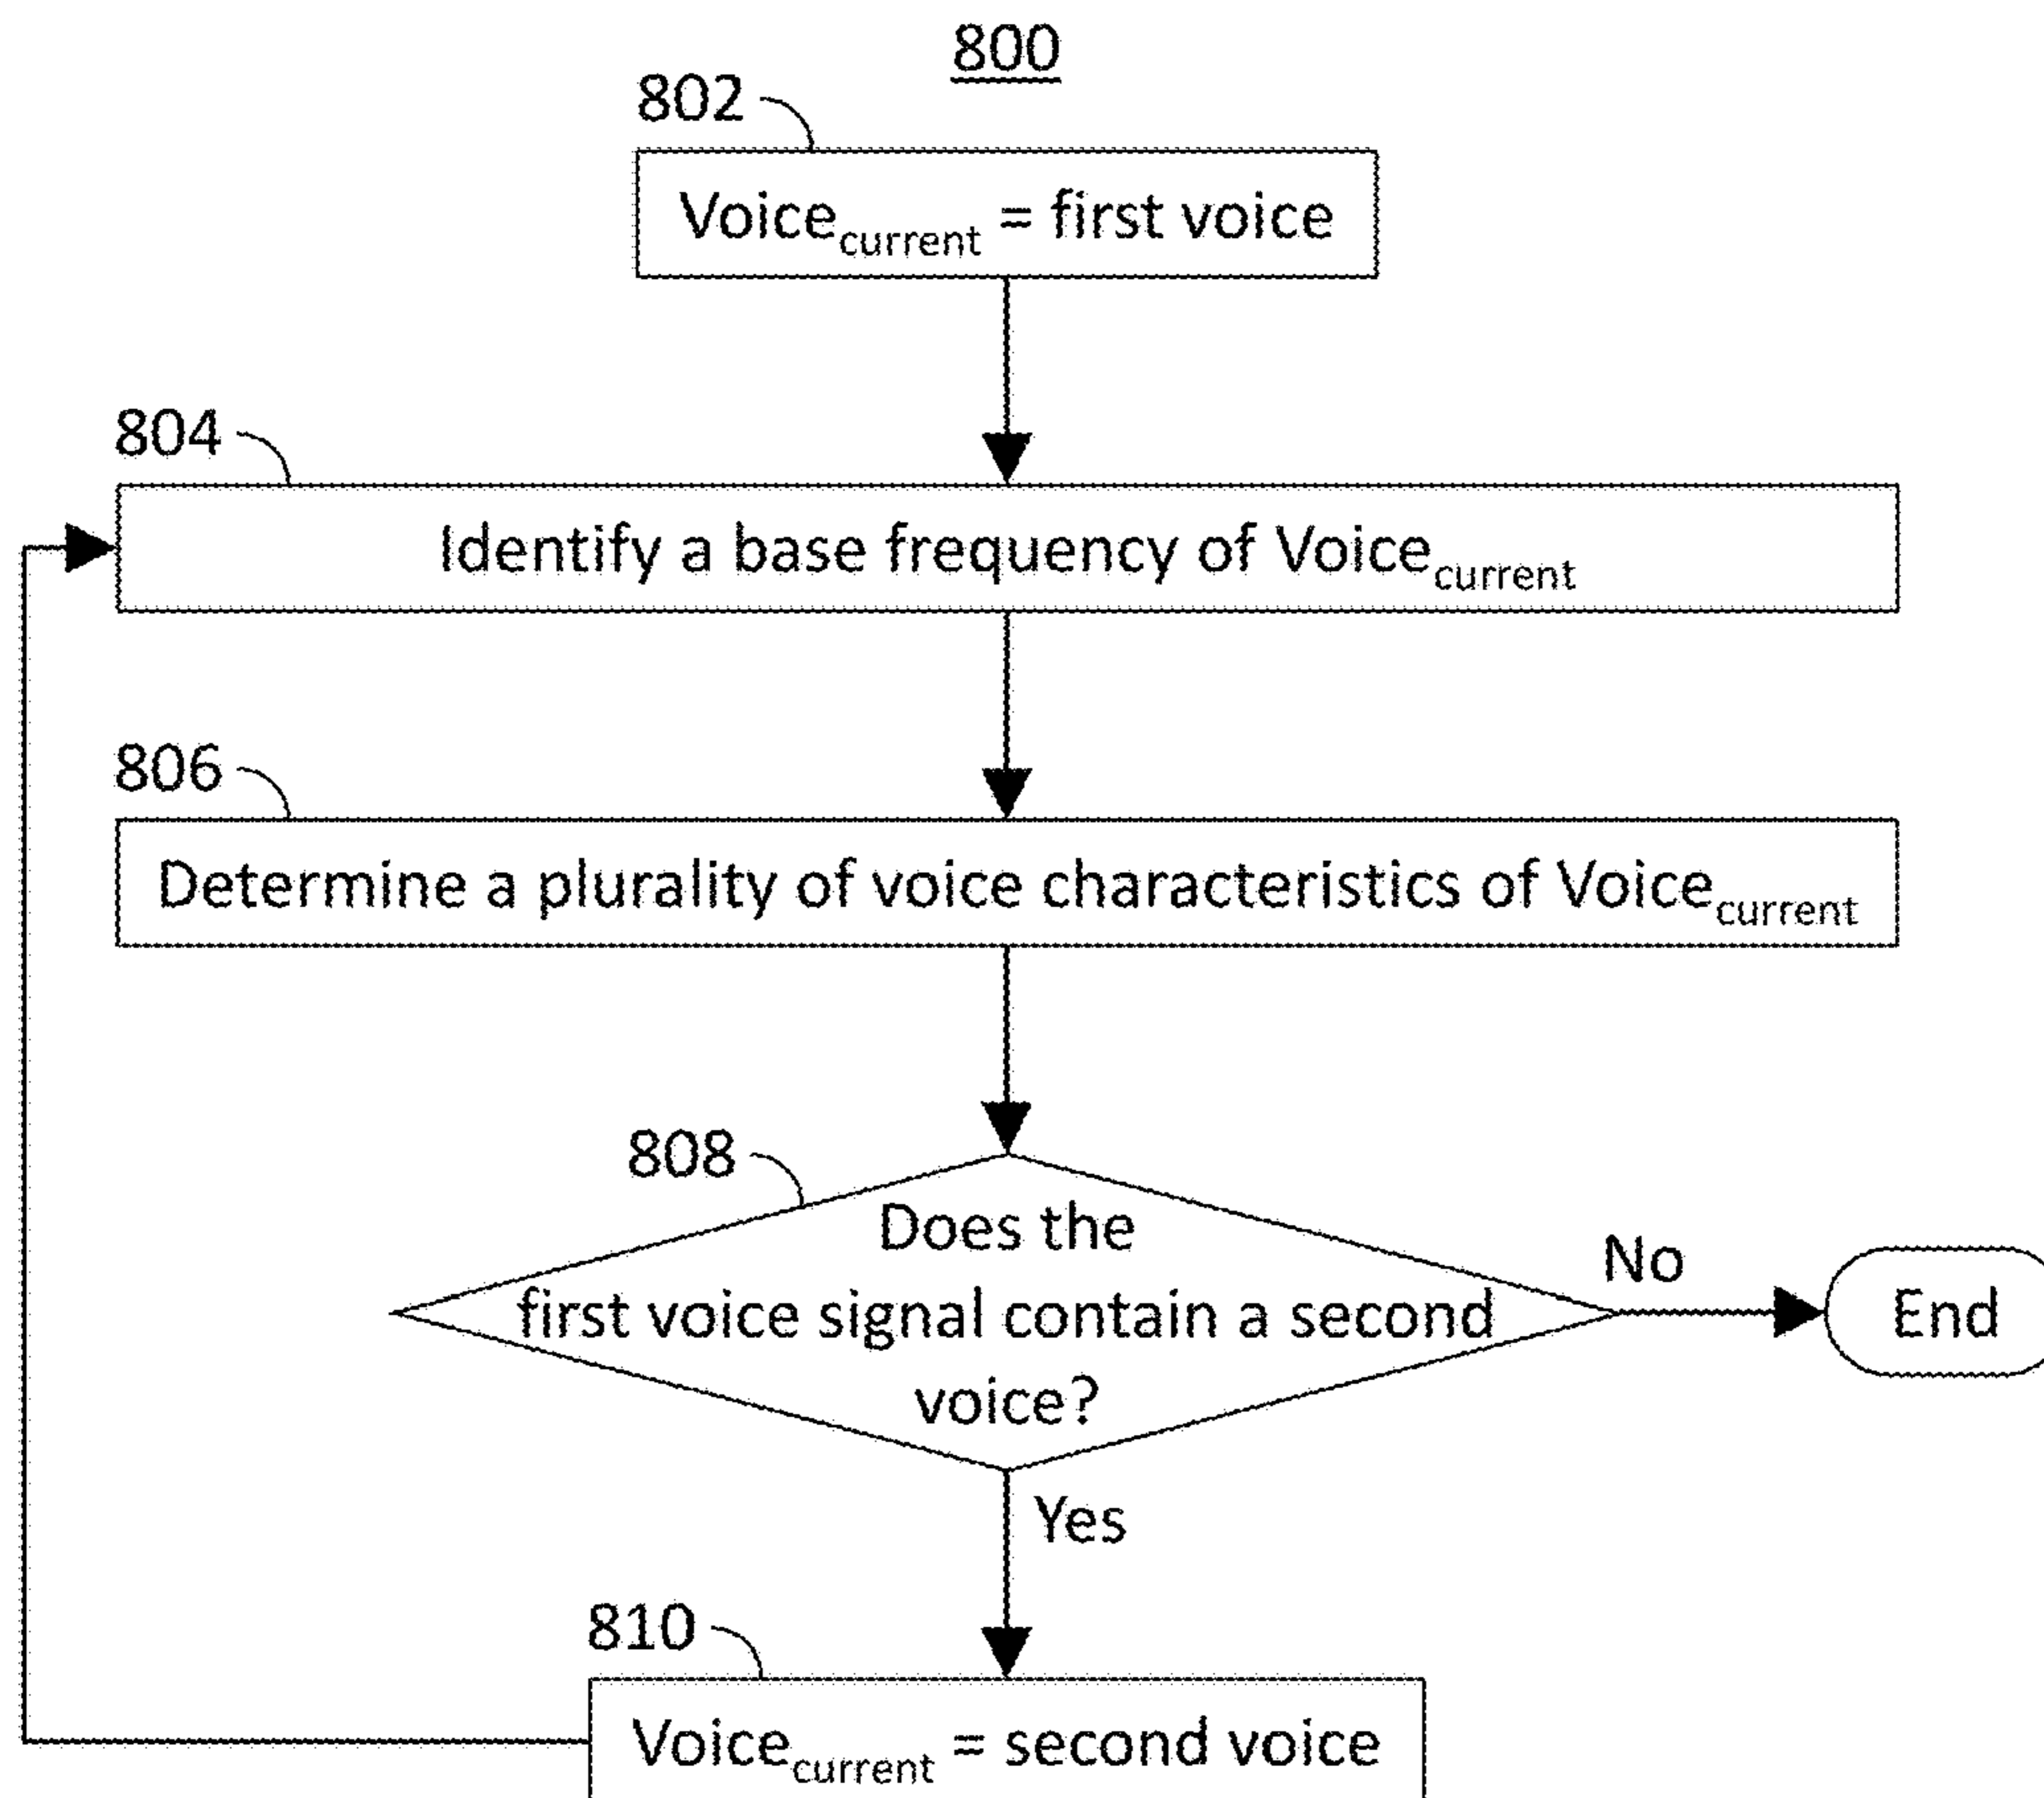 800
802
Voicecurrent = first voice
804
Identify a base frequency of Voicecurrent
806
Determine a plurality of voice characteristics of Voicecurrent
808
Does the
first voice signal contain a second
voice?
No
End
Yes
810
Voicecurrent = second voice